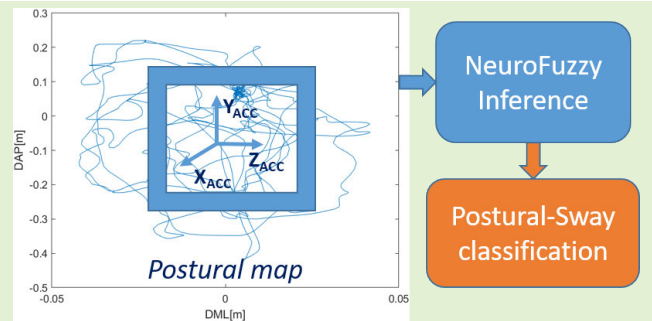 0.3
0.2
0.1
0
-0.1
-0.2
-0.3
-0.4
-0.5
DAP[m]
YACC
ZACC
XACC
Postural map
-0.05
0
0.05
DML[m]
NeuroFuzzy
Inference
Postural-Sway
classification